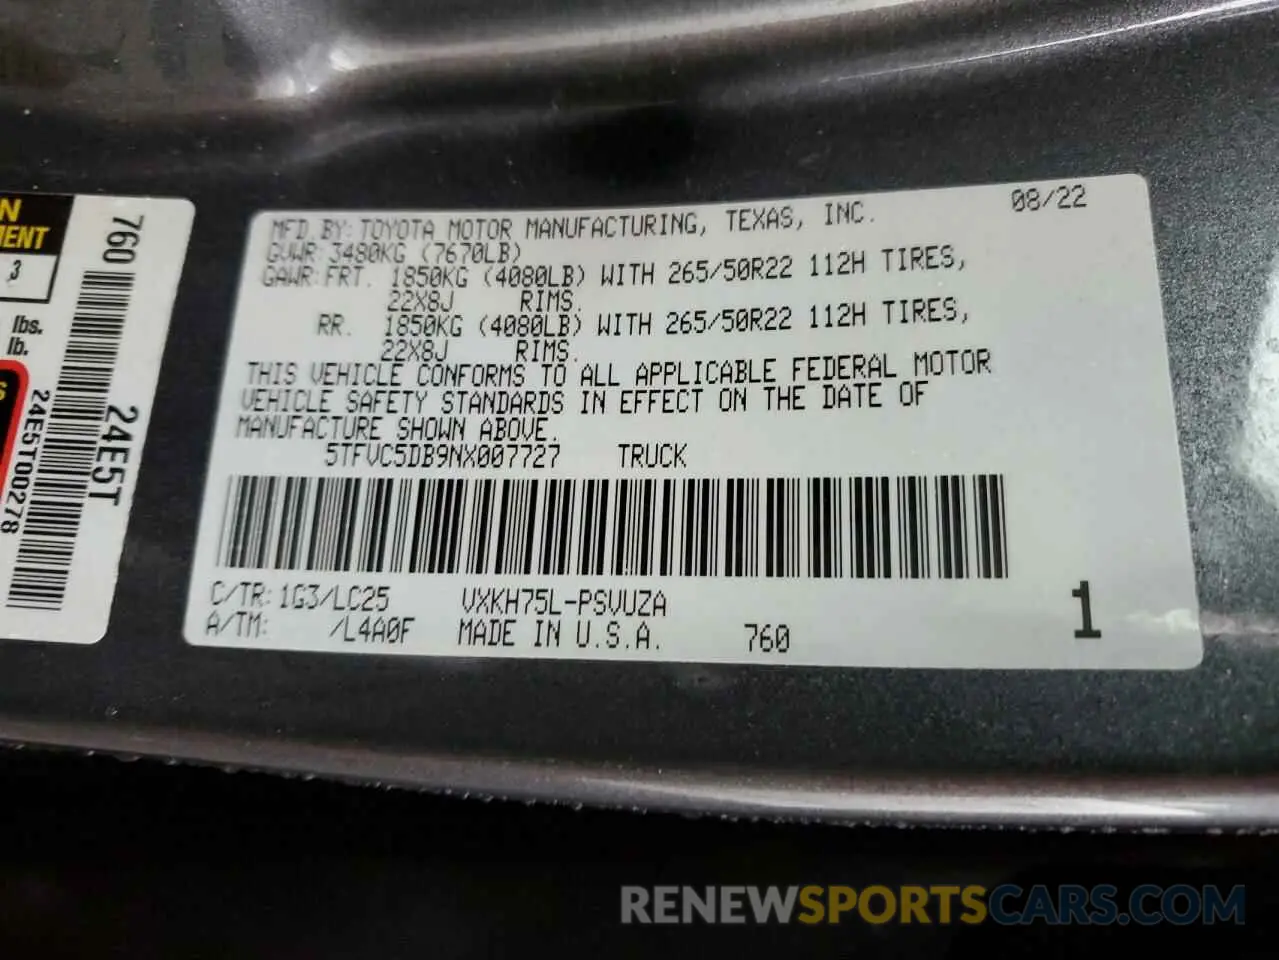 N
MENT
3
lbs.
lb.
S
760
24E5T
24E5T00278
MFD.BY:TOYOTA MOTOR MANUFACTURING, TEXAS, INC. 08/22
GVWR:3480KG (7670LB)
GAWR:FRT. 1850KG (4080LB) WITH 265/50R22 112H TIRES,
22X8J RIMS.
RR. 1850KG (4080LB) WITH 265/50R22 112H TIRES,
22X8J RIMS.
THIS VEHICLE CONFORMS TO ALL APPLICABLE FEDERAL MOTOR
VEHICLE SAFETY STANDARDS IN EFFECT ON THE DATE OF
MANUFACTURE SHOWN ABOVE.
5TFVC5DB9NX007727 TRUCK
C/TR:1G3/LC25 VXKH75L-PSVUZA
A/TM: /L4A0F MADE IN U.S.A. 760
1
RENEWSPORTSCARS.COM